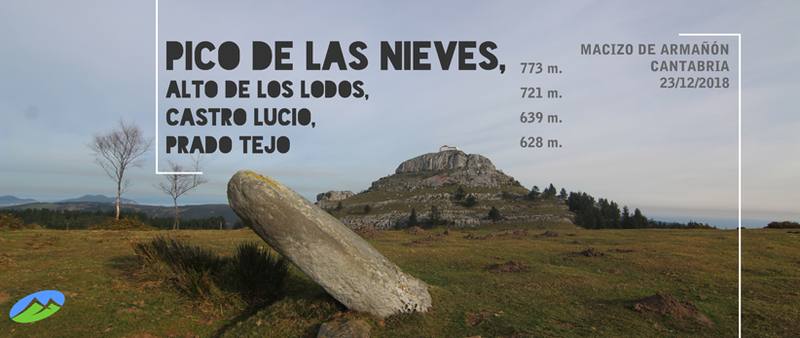 PICO DE LAS NIEVES, 773 m.
ALTO DE LOS LODOS, 721 m.
CASTRO LUCIO, 639 m.
PRADO TEJO 628 m.
MACIZO DE ARMAÑÓN
CANTABRIA
23/12/2018